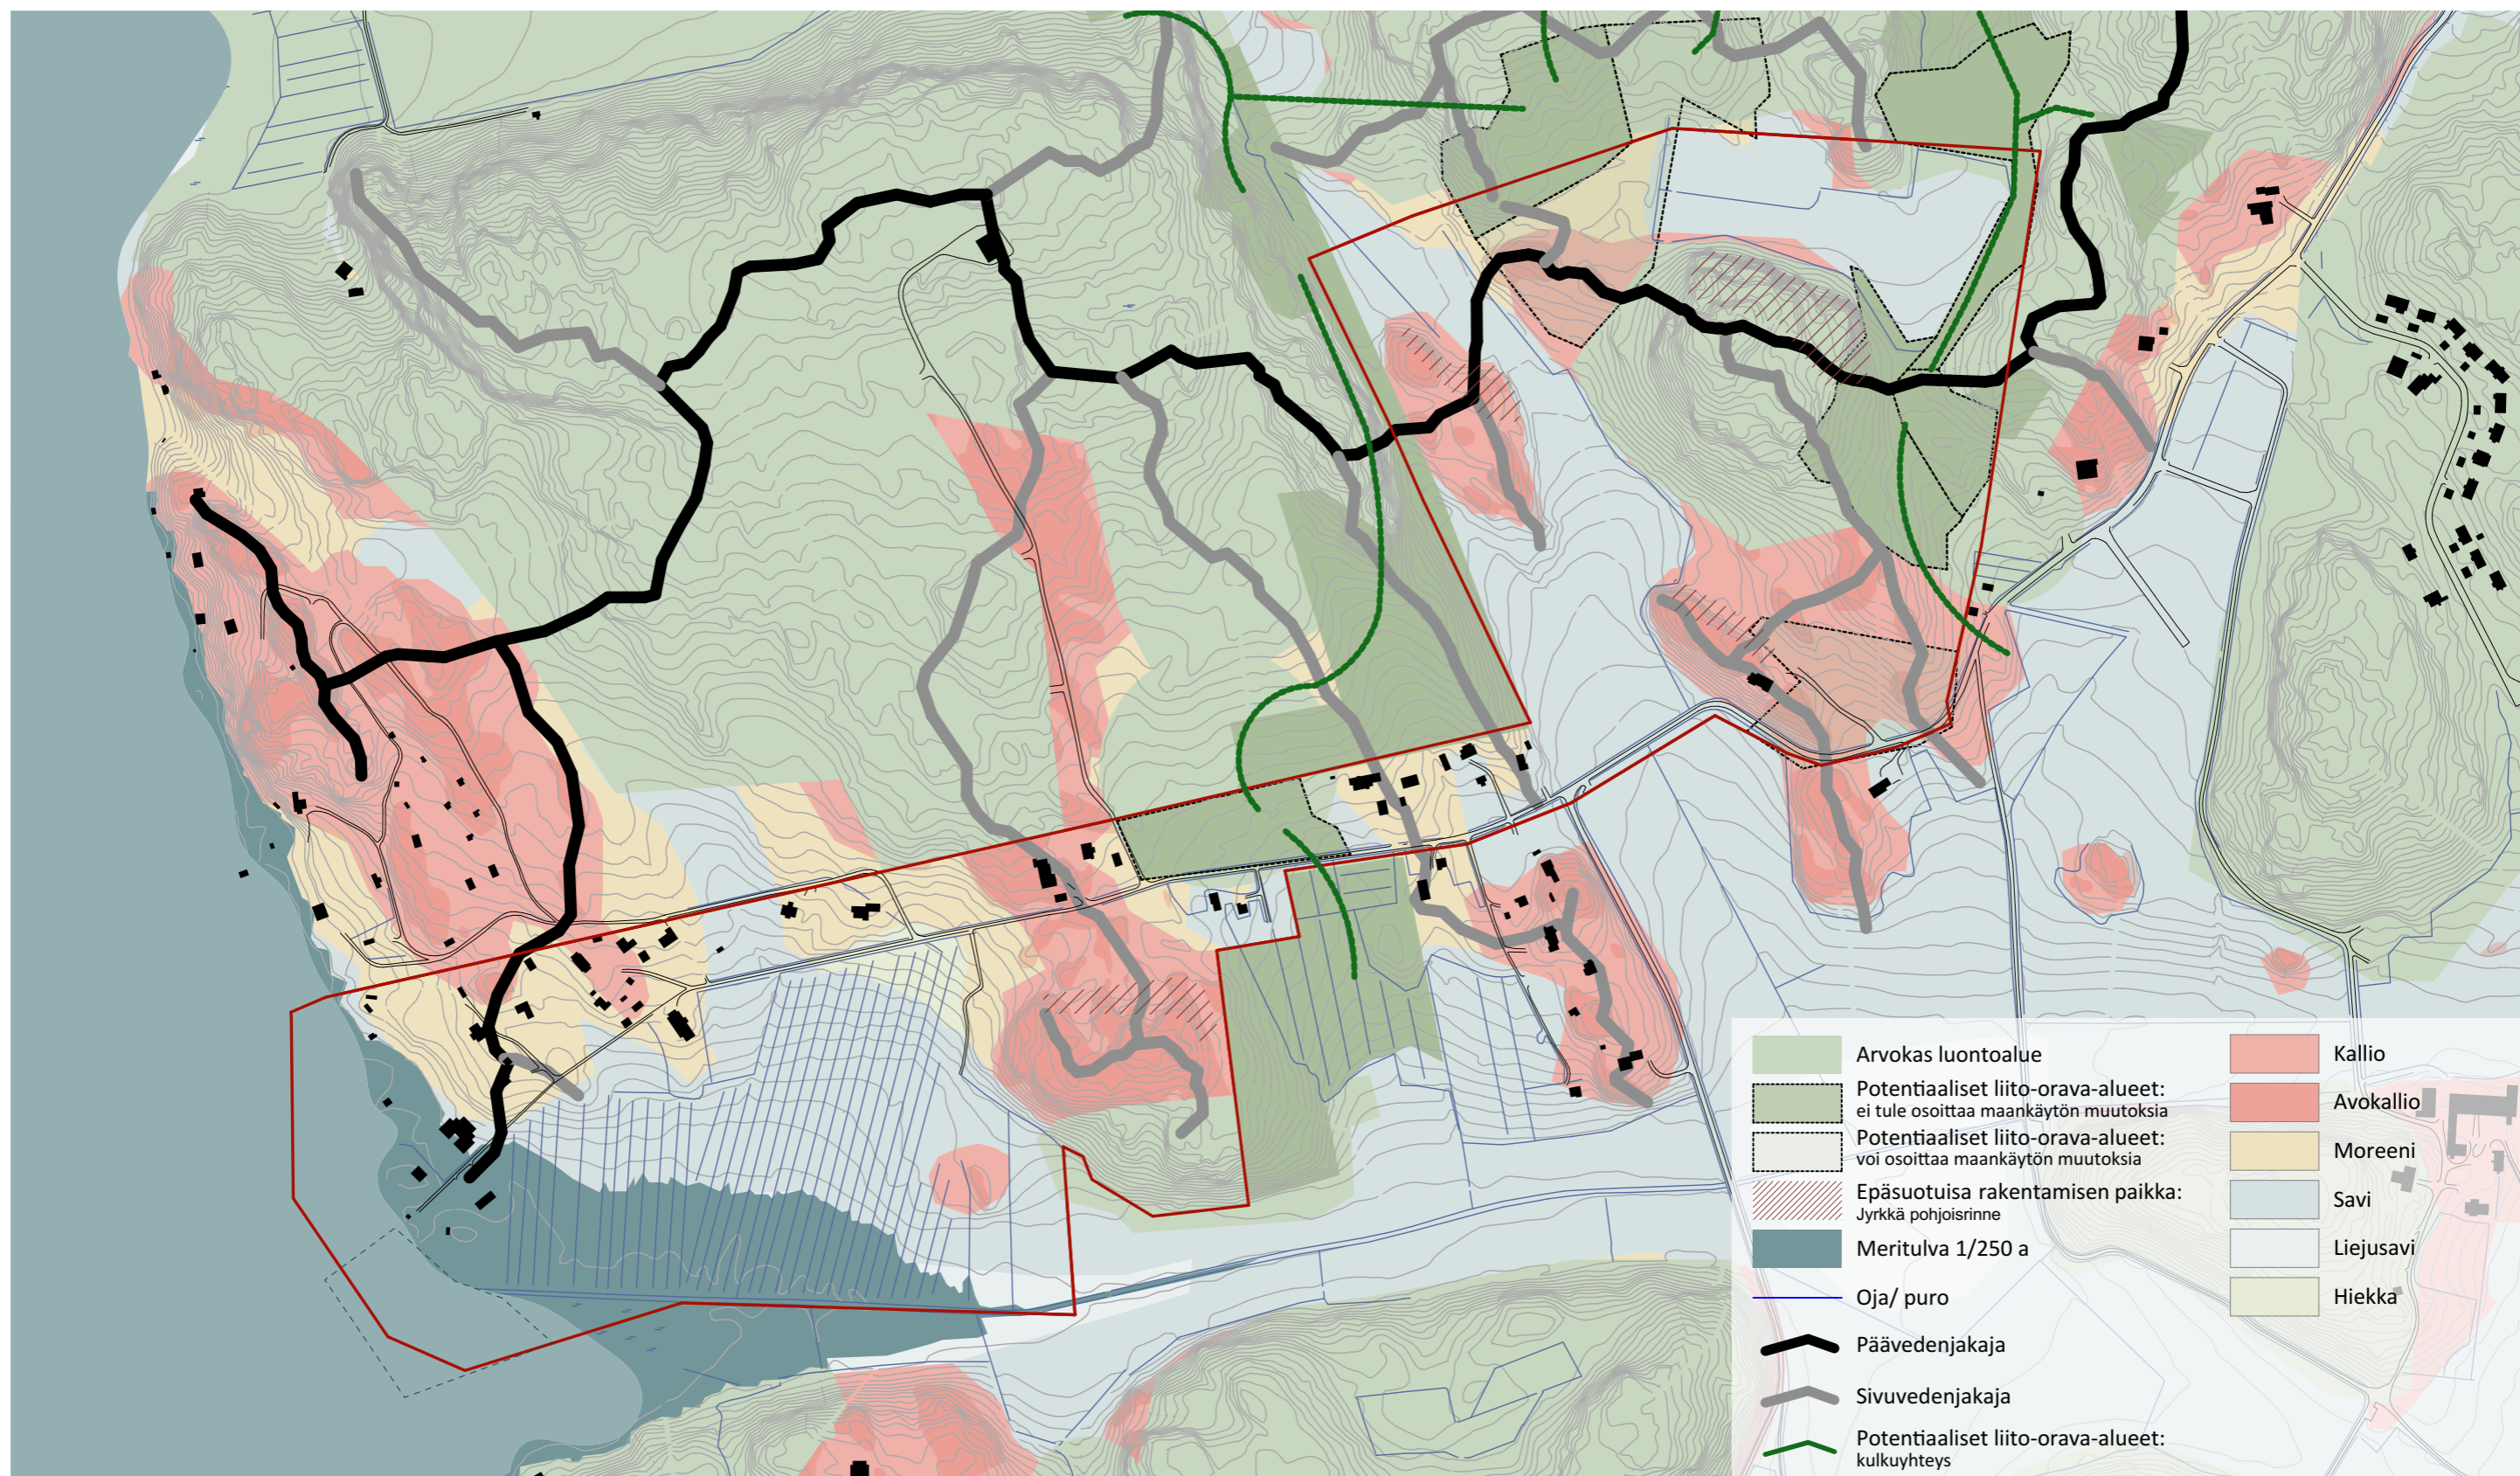 Arvokas luontoalue
Potentiaaliset liito-orava-alueet:
ei tule osoittaa maankäytön muutoksia
Potentiaaliset liito-orava-alueet:
voi osoittaa maankäytön muutoksia
Epäsuotuisa rakentamisen paikka:
Jyrkkä pohjoisrinne
Meritulva 1/250 a
Oja/ puro
Päävedenjakaja
Sivuvedenjakaja
Potentiaaliset liito-orava-alueet:
kulkuyhteys
Kallio
Avokallio
Moreeni
Savi
Liejusavi
Hiekka